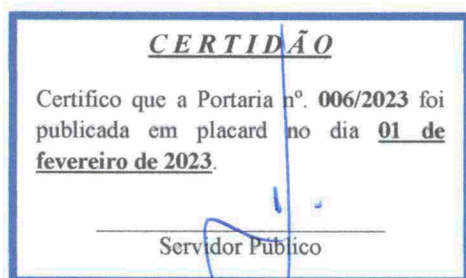 CERTIDÃO
Certifico que a Portaria nº. 006/2023 foi
publicada em placard no dia 01 de
fevereiro de 2023.
Servidor Público